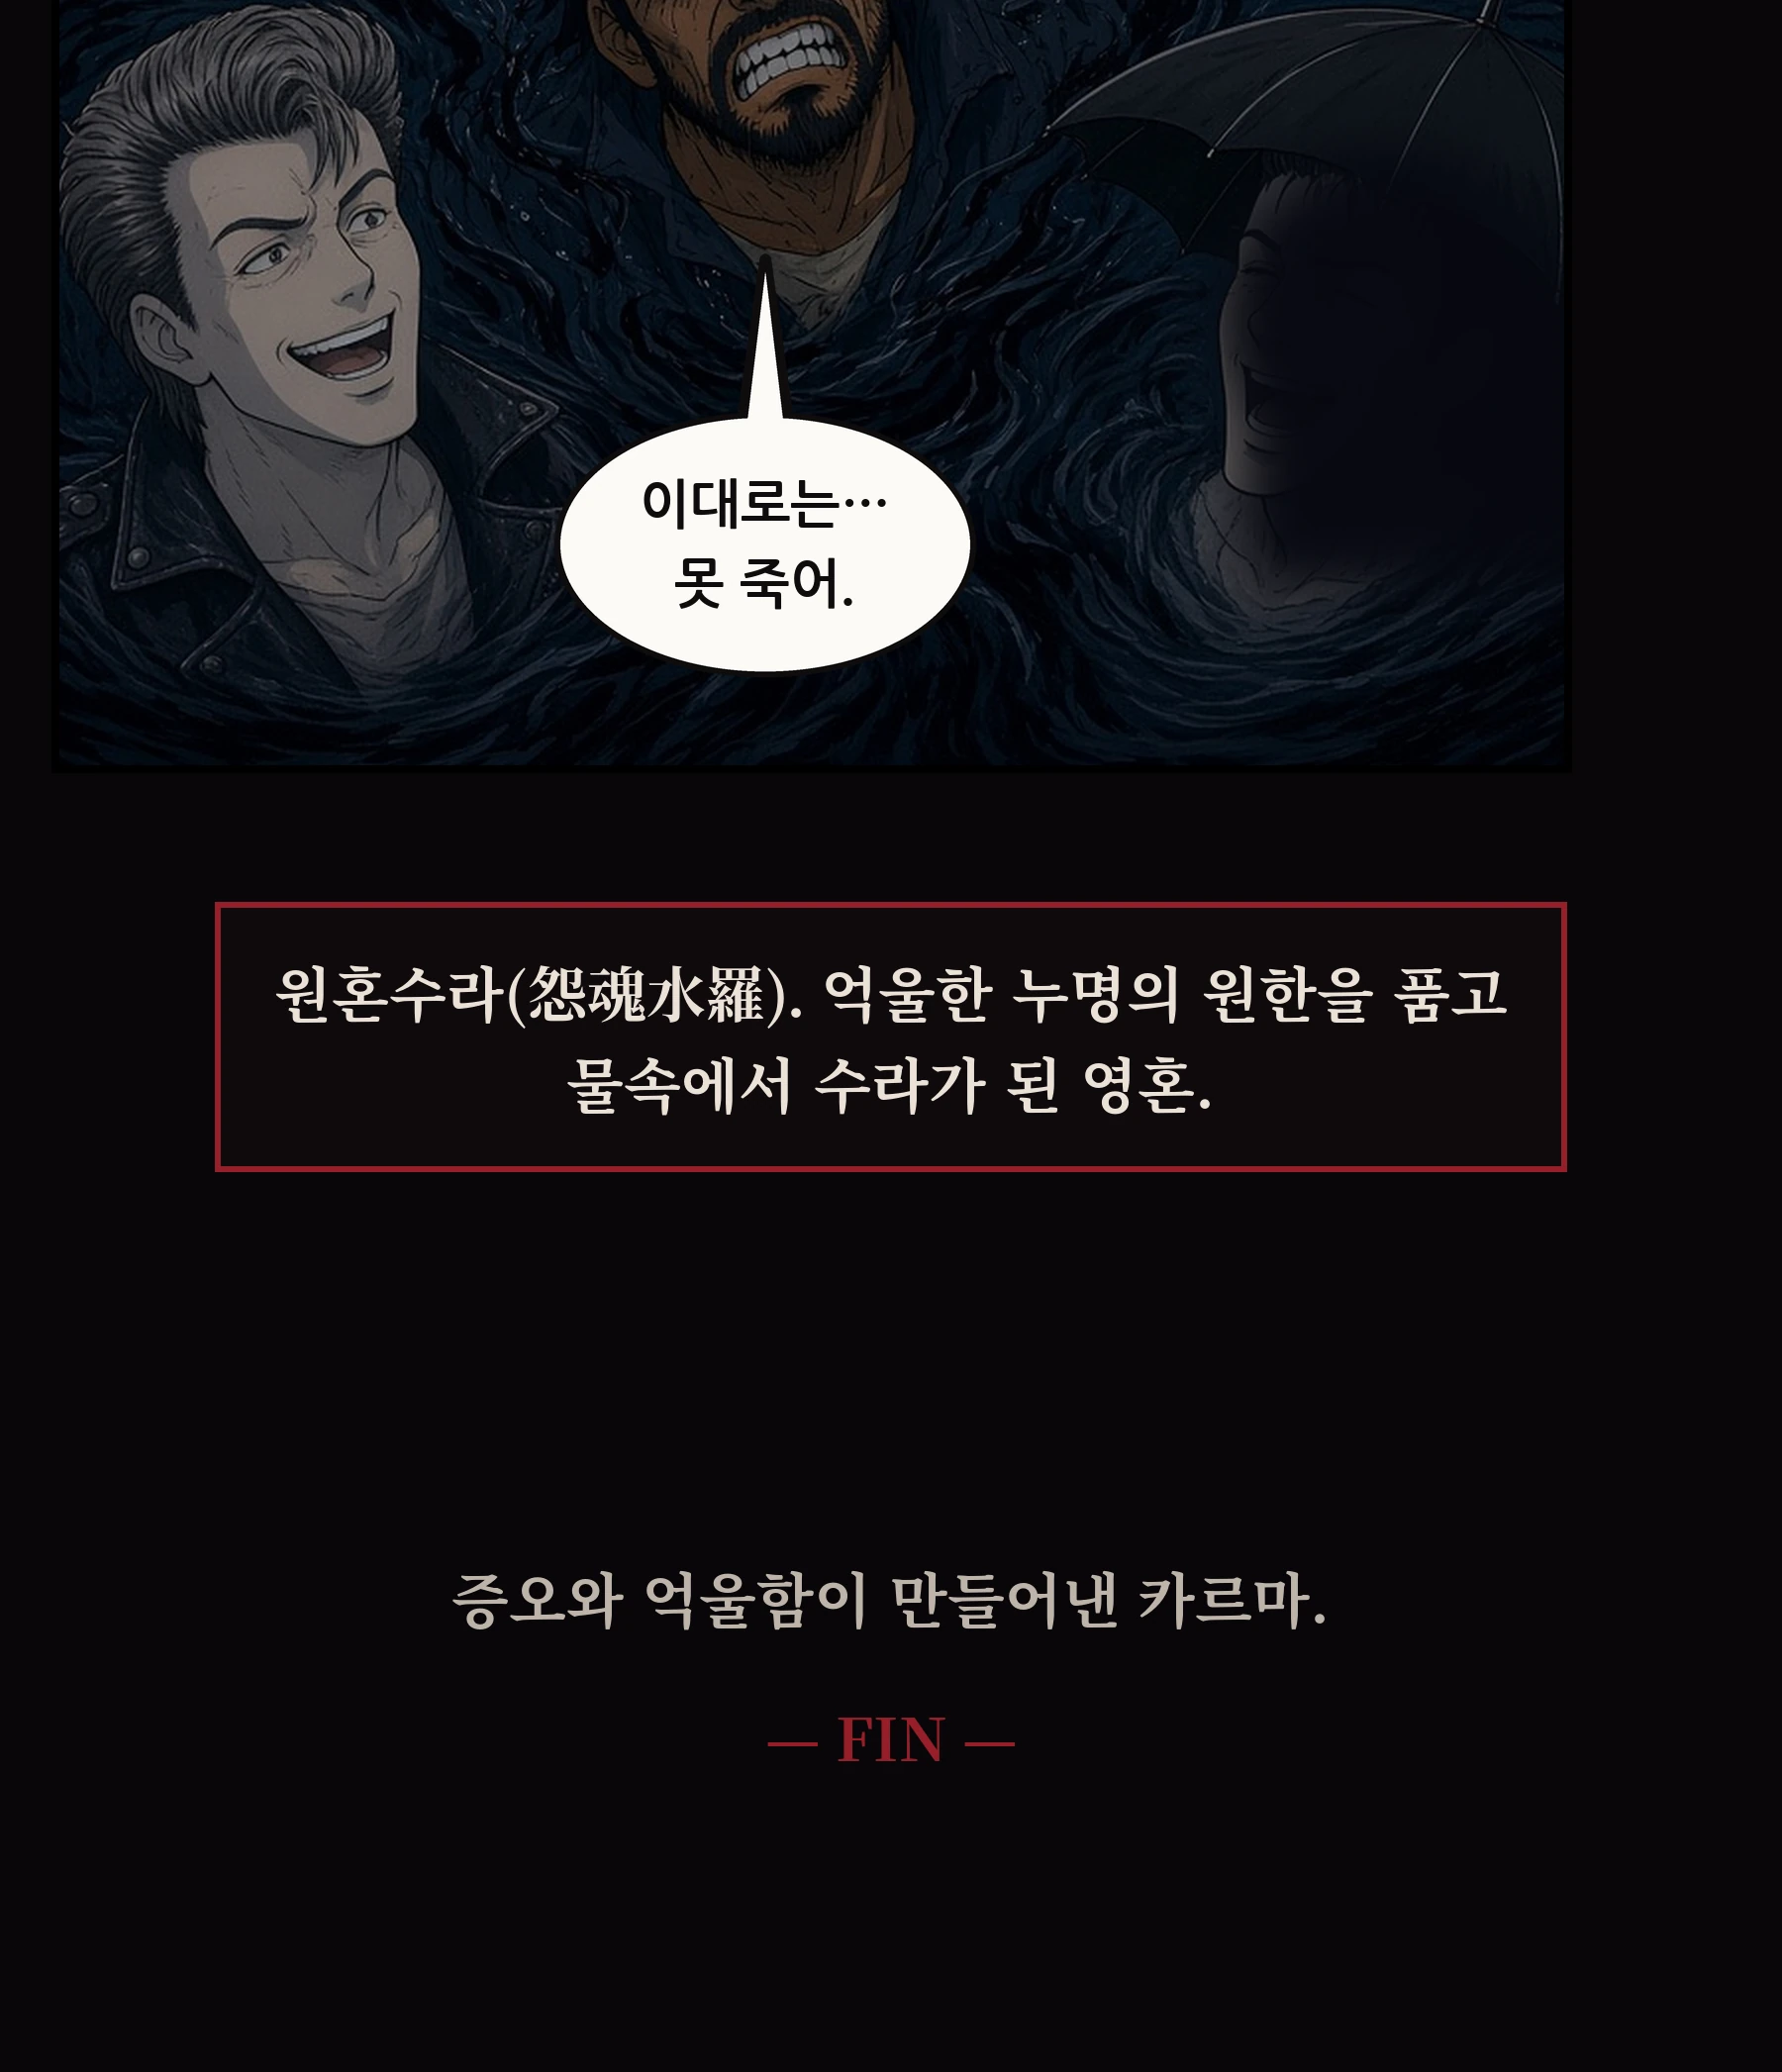 이대로는…
못 죽어.
원혼수라(怨魂水羅). 억울한 누명의 원한을 품고
물속에서 수라가 된 영혼.
증오와 억울함이 만들어낸 카르마.
— FIN —